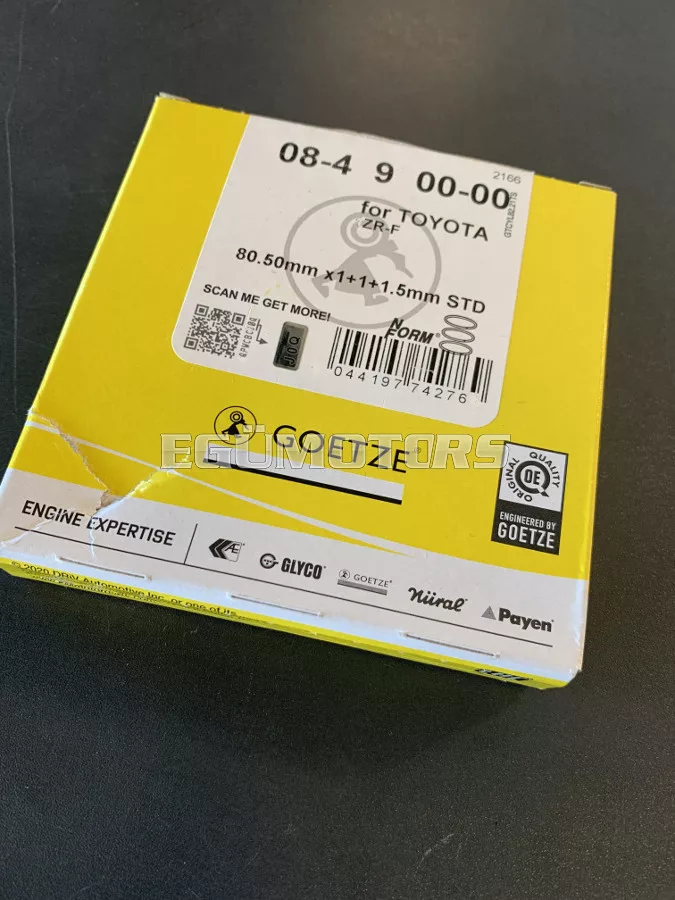 08-4 9 00-00
2166
for TOYOTA
ZR-F
80.50mm x1+1+1.5mm STD
SCAN ME GET MORE!
N
FORM®
044197 74276
GOETZE®
EGÜMOTORS
QUALITY
OE
ORIGINAL
ENGINEERED BY
GOETZE
ENGINE EXPERTISE
AE
GLYCO®
GOETZE®
Nüral®
Payen®
© 2020 DRiV Automotive Inc. or one of its